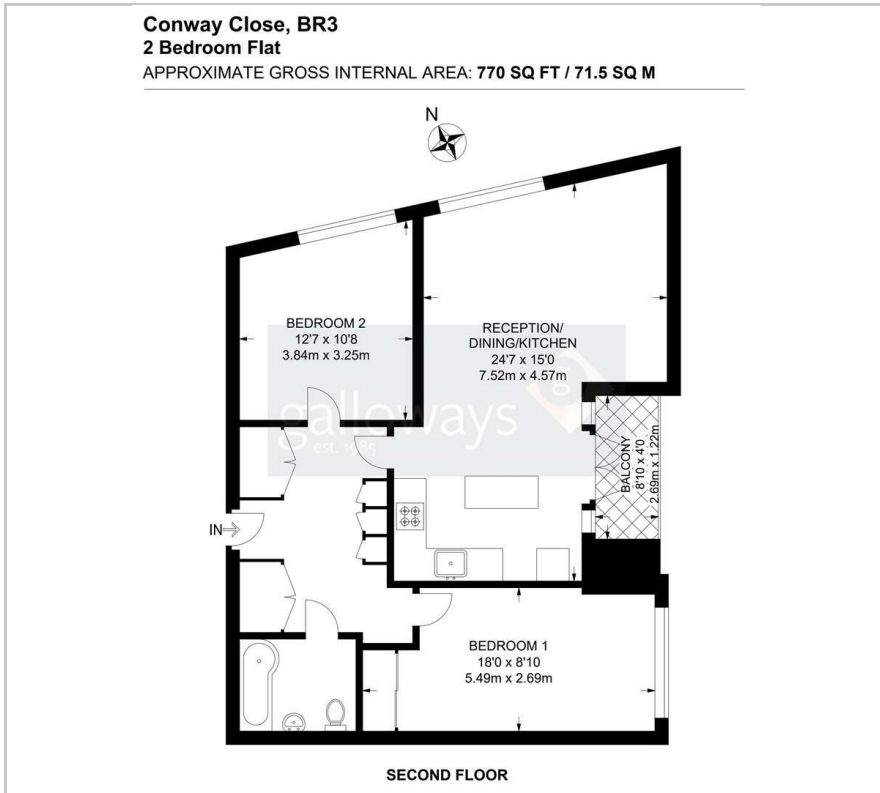 Conway Close, BR3
2 Bedroom Flat
APPROXIMATE GROSS INTERNAL AREA: 770 SQ FT / 71.5 SQ M
N
BEDROOM 2
12'7 x 10'8
3.84m x 3.25m
RECEPTION/
DINING/KITCHEN
24'7 x 15'0
7.52m x 4.57m
g
galloways
est. 1985
BALCONY
8'10 x 4'0
2.69m x 1.22m
IN
BEDROOM 1
18'0 x 8'10
5.49m x 2.69m
SECOND FLOOR